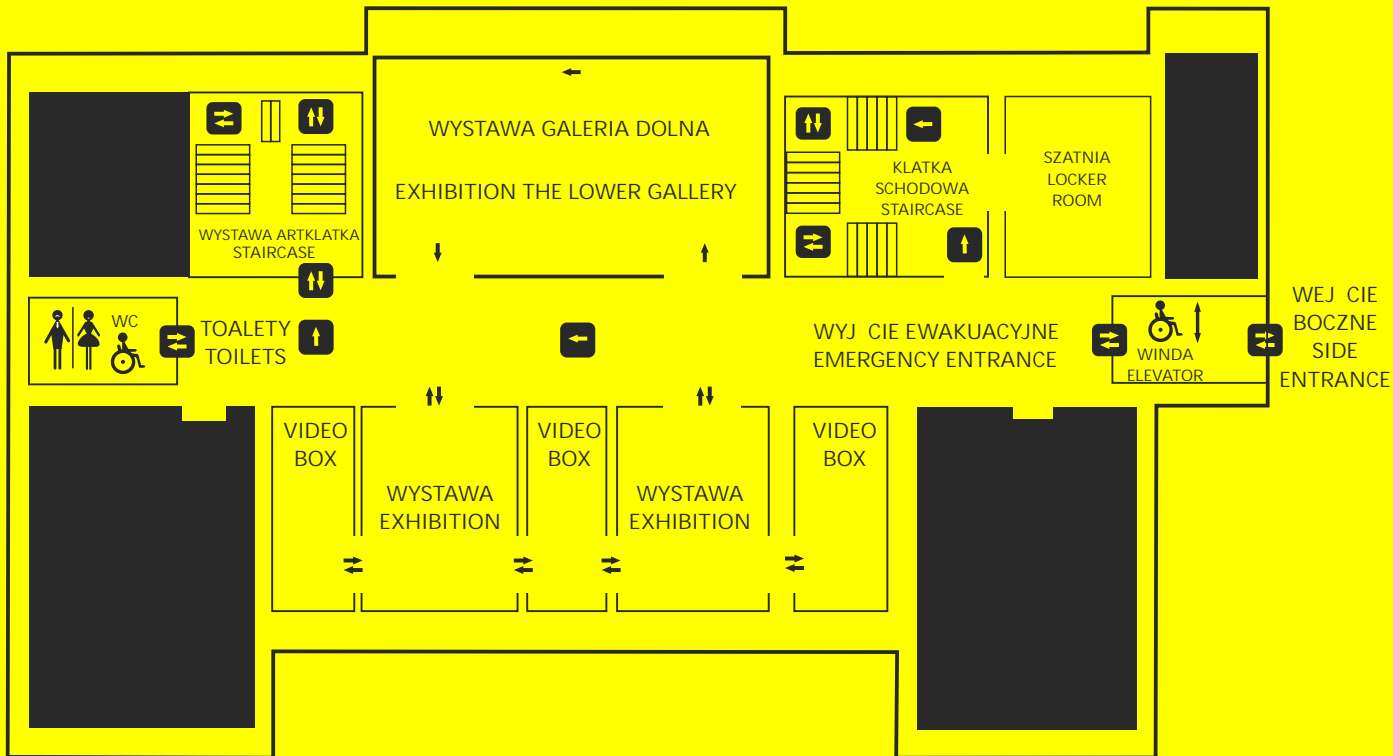 WYSTAWA GALERIA DOLNA
EXHIBITION THE LOWER GALLERY
WYSTAWA ARTKLATKA
STAIRCASE
KLATKA
SCHODOWA
STAIRCASE
SZATNIA
LOCKER
ROOM
WC
TOALETY
TOILETS
WYJ CIE EWAKUACYJNE
EMERGENCY ENTRANCE
WINDA
ELEVATOR
WEJ CIE
BOCZNE
SIDE
ENTRANCE
VIDEO
BOX
WYSTAWA
EXHIBITION
VIDEO
BOX
WYSTAWA
EXHIBITION
VIDEO
BOX